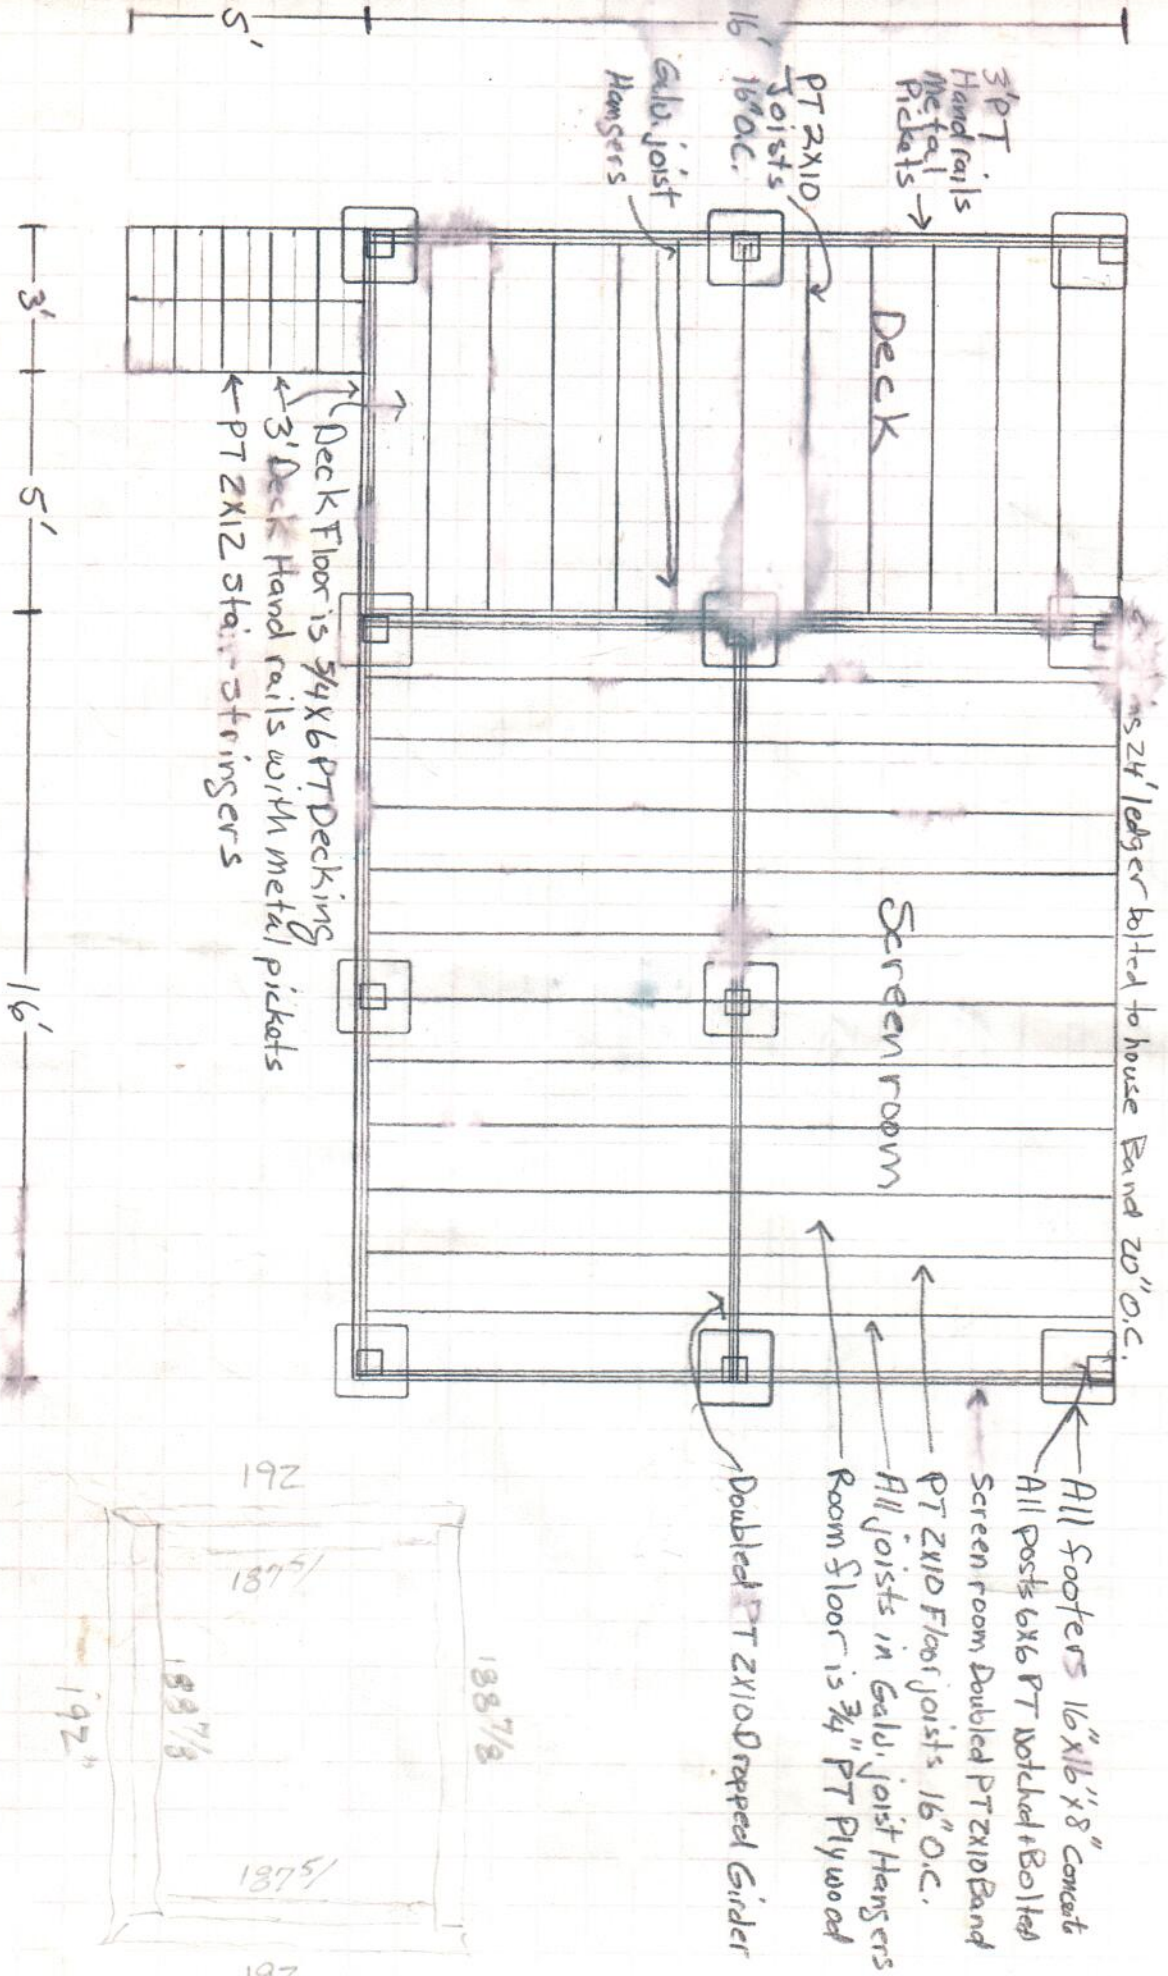 16'
5'
3'PT
Handrails
Metal
Pickets
PT 2X10
Joists
16"O.C.
Galv. joist
Hangers
Deck
Screen room
24' ledger bolted to house Band 20" O.C.
All footers 16"x16"x8" concrete
All posts 6x6 PT Notched & Bolted
Screen room Doubled PT 2X10 Band
PT 2X10 Floor joists 16" O.C.
All joists in Galv. joist Hangers
Room floor is 3/4" PT Plywood
Doubled PT 2X10 Dropped Girder
Deck Floor is 5/4X6 PT Decking
3' Deck Hand rails with metal pickets
PT 2X12 stair stringers
3'
5'
16'
192
187 5/
188 7/8
188 7/8
192"
187 5/
192